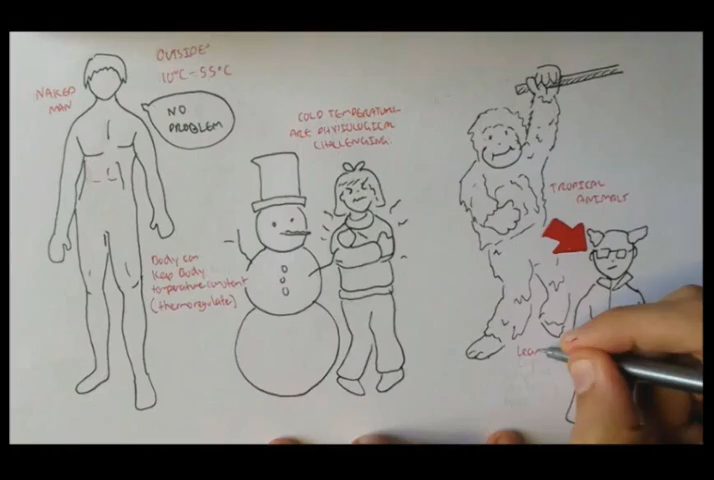 NAKED
MAN
OUTSIDE
10°C - 55°C
NO
PROBLEM
Body can
keep Body
temperature constant
(thermoregulate)
COLD TEMPERATURES
ARE PHYSIOLOGICAL
CHALLENGING.
TROPICAL
ANIMALS
Lear